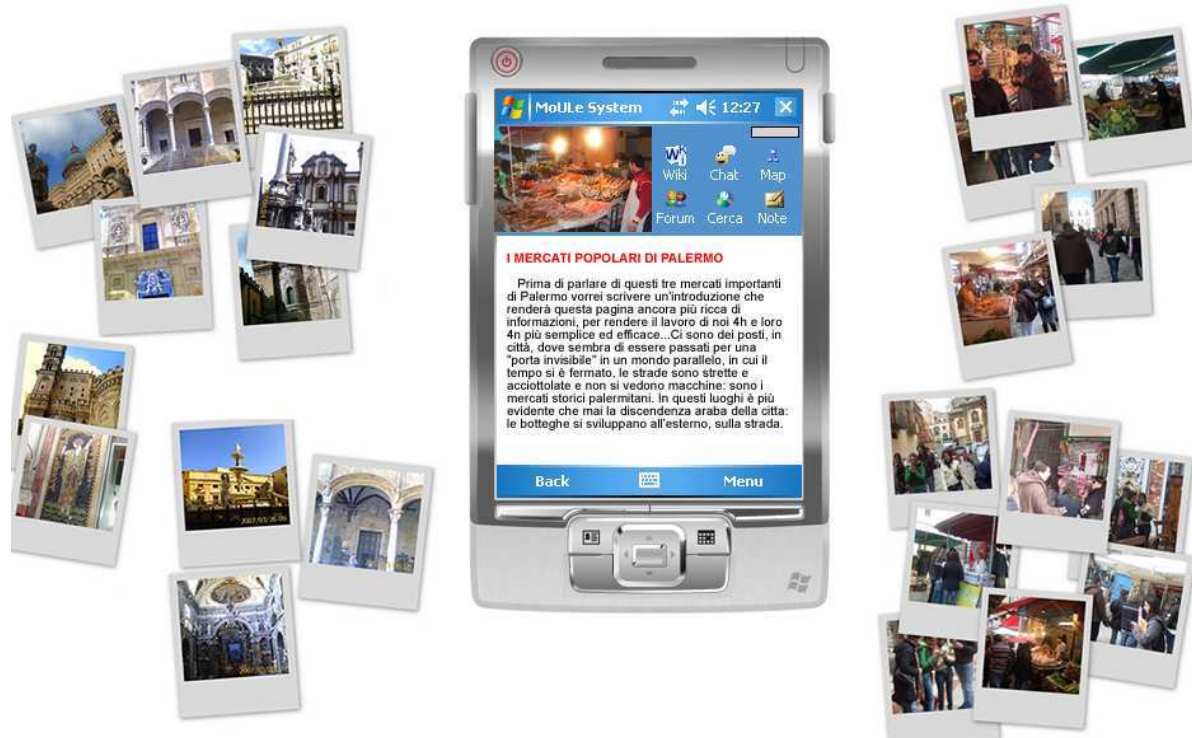 MoULe System 12:27
Wiki Chat Map
Forum Cerca Note
I MERCATI POPOLARI DI PALERMO
Prima di parlare di questi tre mercati importanti
di Palermo vorrei scrivere un'introduzione che
renderà questa pagina ancora più ricca di
informazioni, per rendere il lavoro di noi 4h e loro
4n più semplice ed efficace...Ci sono dei posti, in
città, dove sembra di essere passati per una
"porta invisibile" in un mondo parallelo, in cui il
tempo si è fermato, le strade sono strette e
acciottolate e non si vedono macchine: sono i
mercati storici palermitani. In questi luoghi è più
evidente che mai la discendenza araba della citta:
le botteghe si sviluppano all'esterno, sulla strada.
Back Menu